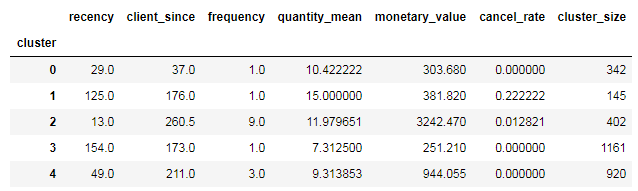 recency client_since frequency quantity_mean monetary_value cancel_rate cluster_size
cluster
0 29.0 37.0 1.0 10.422222 303.680 0.000000 342
1 125.0 176.0 1.0 15.000000 381.820 0.222222 145
2 13.0 260.5 9.0 11.979651 3242.470 0.012821 402
3 154.0 173.0 1.0 7.312500 251.210 0.000000 1161
4 49.0 211.0 3.0 9.313853 944.055 0.000000 920